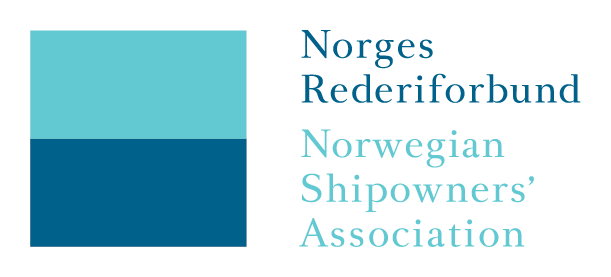 Norges
Rederiforbund
Norwegian
Shipowners’
Association